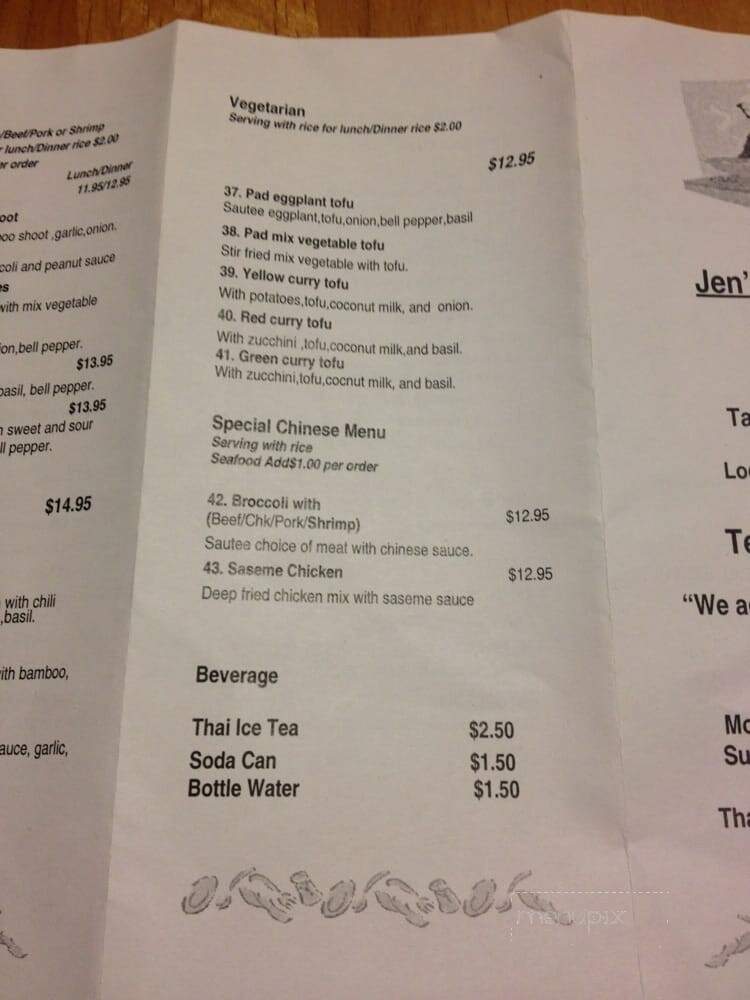 /Beef/Pork or Shrimp
r lunch/Dinner rice $2.00
er order
Lunch/Dinner
11.95/12.95
oot
oo shoot ,garlic,onion.
coli and peanut sauce
es
with mix vegetable
ion,bell pepper.
$13.95
basil, bell pepper.
$13.95
n sweet and sour
ll pepper.
$14.95
with chili
,basil.
ith bamboo,
auce, garlic,
Vegetarian
Serving with rice for lunch/Dinner rice $2.00
$12.95
37. Pad eggplant tofu
Sautee eggplant,tofu,onion,bell pepper,basil
38. Pad mix vegetable tofu
Stir fried mix vegetable with tofu.
39. Yellow curry tofu
With potatoes,tofu,coconut milk, and onion.
40. Red curry tofu
With zucchini ,tofu,coconut milk,and basil.
41. Green curry tofu
With zucchini,tofu,cocnut milk, and basil.
Special Chinese Menu
Serving with rice
Seafood Add$1.00 per order
42. Broccoli with
(Beef/Chk/Pork/Shrimp) $12.95
Sautee choice of meat with chinese sauce.
43. Saseme Chicken $12.95
Deep fried chicken mix with saseme sauce
Beverage
Thai Ice Tea $2.50
Soda Can $1.50
Bottle Water $1.50
menupix
Jen'
Ta
Lo
Te
“We a
Mo
Su
Tha